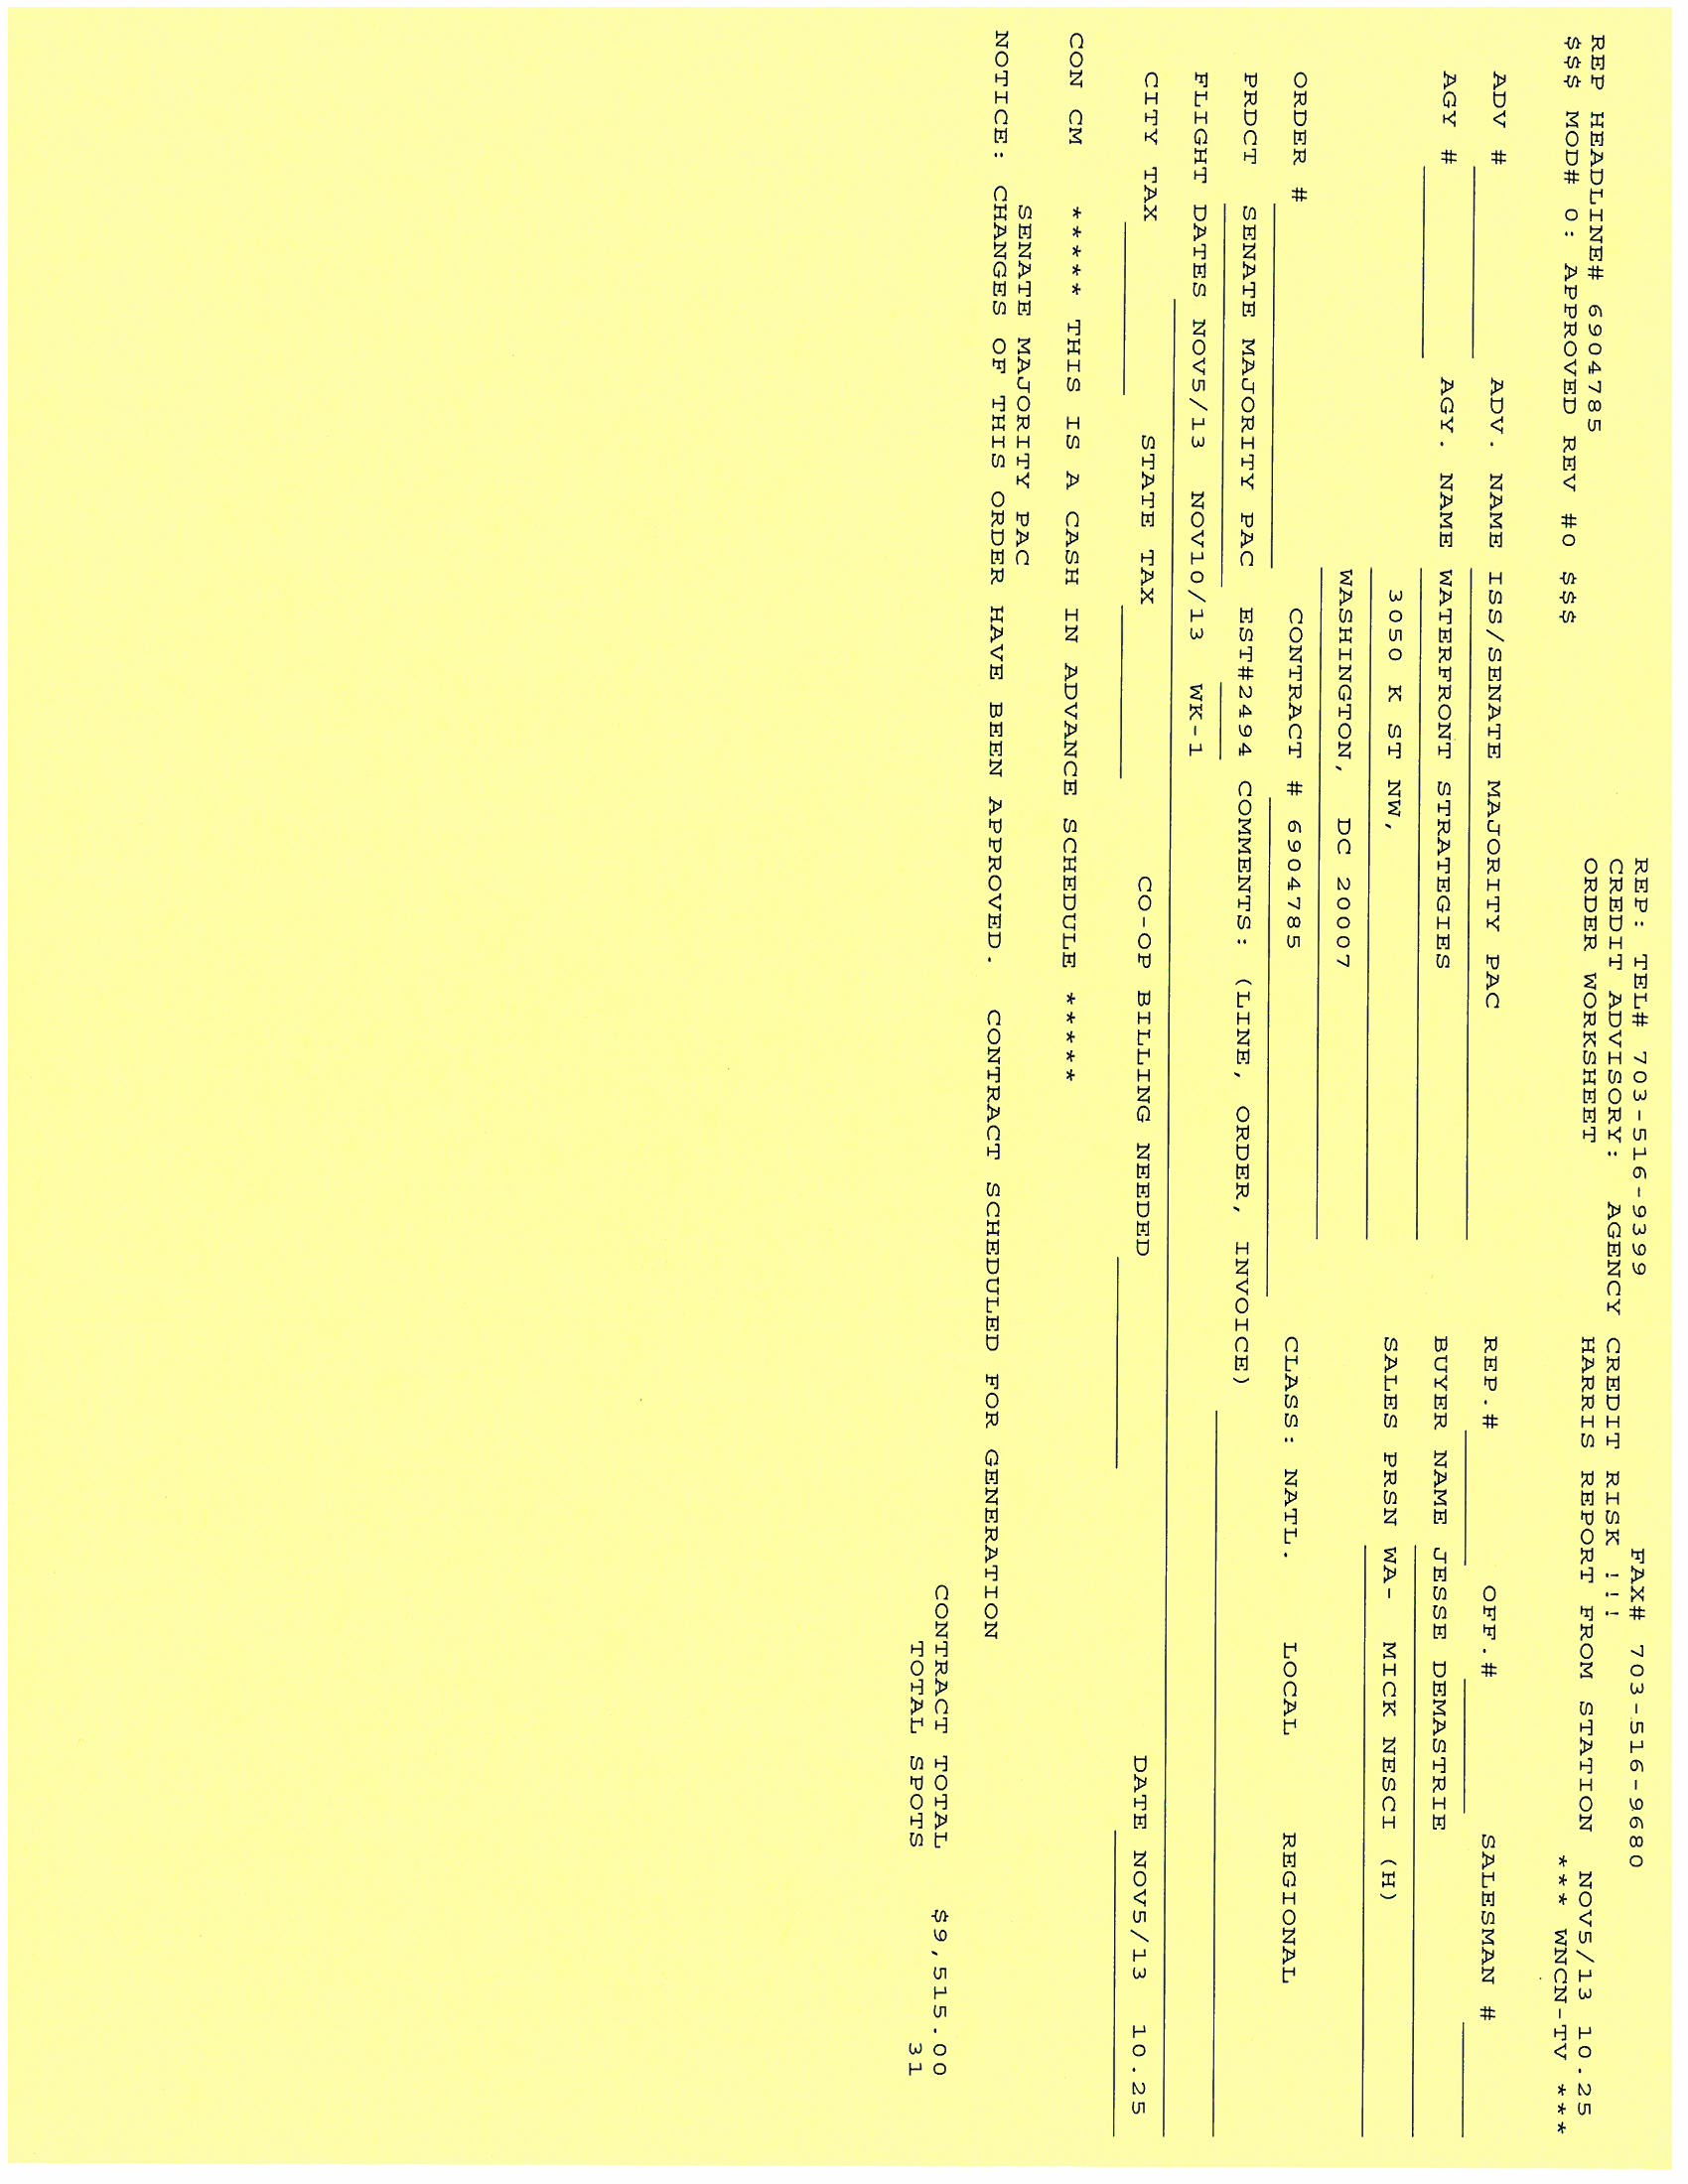 REP: TEL# 703-516-9399 FAX# 703-516-9680
CREDIT ADVISORY: AGENCY CREDIT RISK !!!
REP HEADLINE# 6904785 ORDER WORKSHEET HARRIS REPORT FROM STATION NOV5/13 10.25
$$$ MOD# 0: APPROVED REV #0 $$$ *** WNCN-TV ***
ADV # ADV. NAME ISS/SENATE MAJORITY PAC REP.# OFF.# SALESMAN #
AGY # AGY. NAME WATERFRONT STRATEGIES BUYER NAME JESSE DEMASTRIE
3050 K ST NW, SALES PRSN WA- MICK NESCI (H)
WASHINGTON, DC 20007
ORDER # CONTRACT # 6904785 CLASS: NATL. LOCAL REGIONAL
PRDCT SENATE MAJORITY PAC EST#2494 COMMENTS: (LINE, ORDER, INVOICE)
FLIGHT DATES NOV5/13 NOV10/13 WK-1
CITY TAX STATE TAX CO-OP BILLING NEEDED DATE NOV5/13 10.25
CON CM ***** THIS IS A CASH IN ADVANCE SCHEDULE *****
SENATE MAJORITY PAC
NOTICE: CHANGES OF THIS ORDER HAVE BEEN APPROVED. CONTRACT SCHEDULED FOR GENERATION
CONTRACT TOTAL $9,515.00
TOTAL SPOTS 31